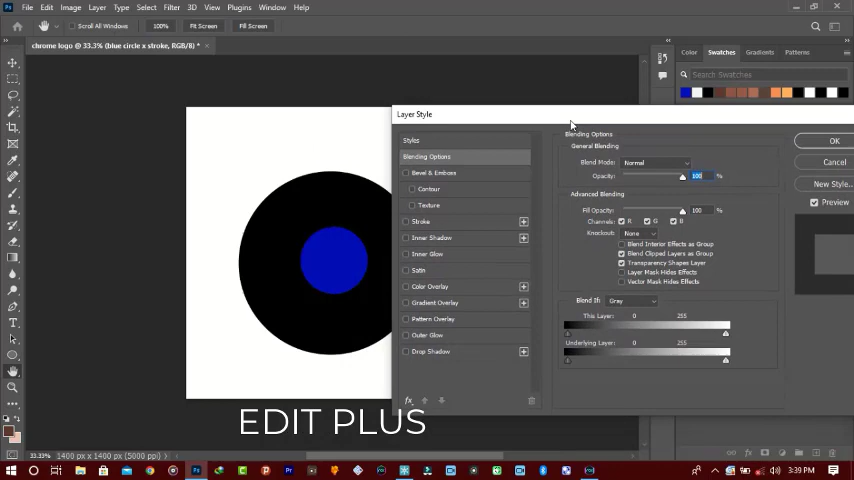 File Edit Image Layer Type Select Filter 3D View Plugins Window Help
Scroll All Windows 100% Fit Screen Fill Screen
chrome logo @ 33.3% (blue circle x stroke, RGB/8) * ×
Color Swatches Gradients Patterns
Search Swatches
Layer Style
Styles
Blending Options
Bevel & Emboss
Contour
Texture
Stroke
Inner Shadow
Inner Glow
Satin
Color Overlay
Gradient Overlay
Pattern Overlay
Outer Glow
Drop Shadow
fx
Blending Options
General Blending
Blend Mode: Normal
Opacity: 100 %
Advanced Blending
Fill Opacity: 100 %
Channels: R G B
Knockout: None
Blend Interior Effects as Group
Blend Clipped Layers as Group
Transparency Shapes Layer
Layer Mask Hides Effects
Vector Mask Hides Effects
Blend If: Gray
This Layer: 0 255
Underlying Layer: 0 255
OK
Cancel
New Style...
Preview
EDIT PLUS
33.33% 1400 px x 1400 px (5000 ppi)
3:39 PM